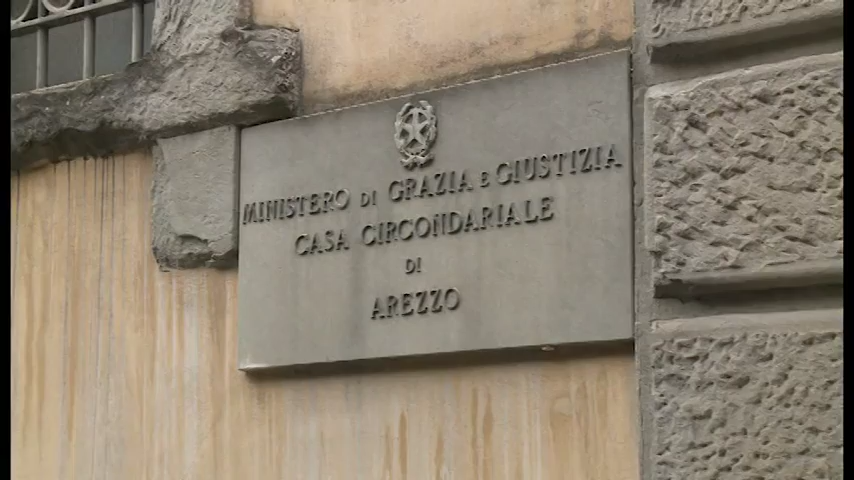 MINISTERO DI GRAZIA E GIUSTIZIA
CASA CIRCONDARIALE
DI
AREZZO